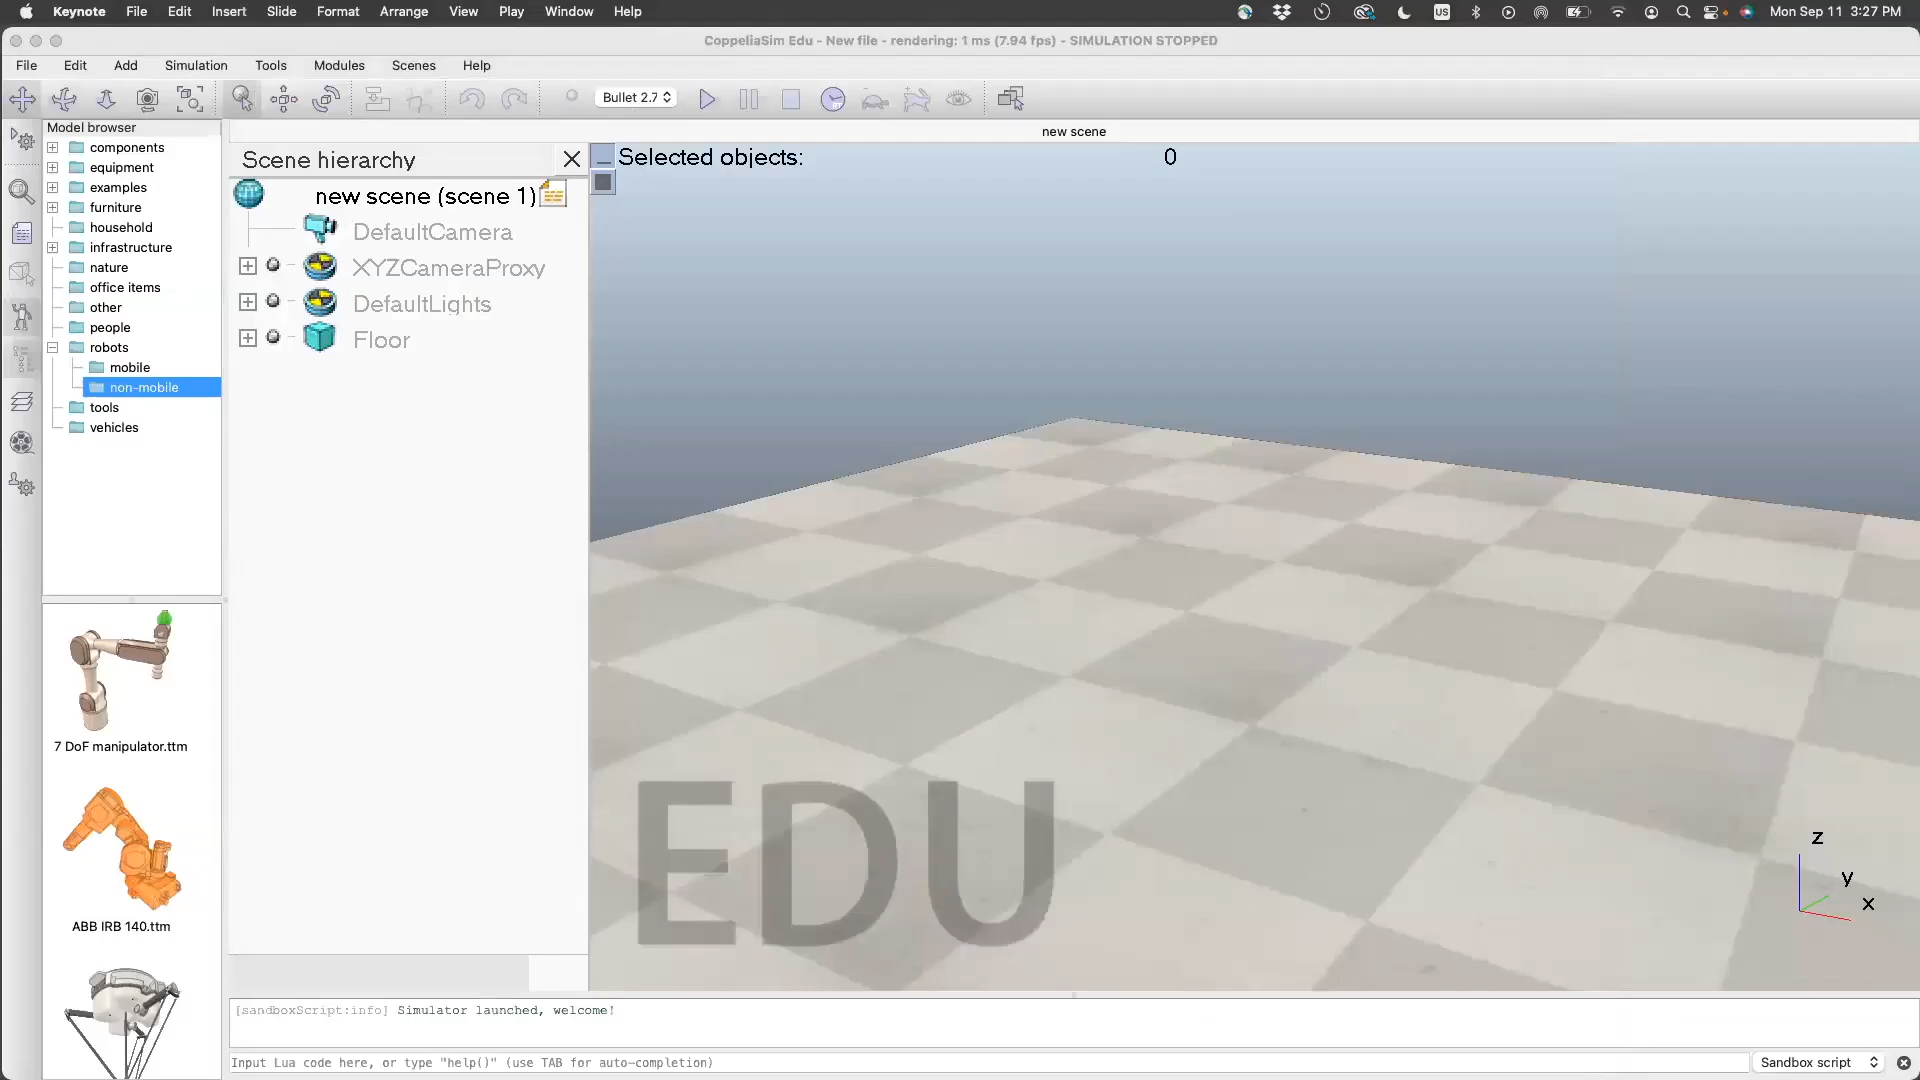 Keynote File Edit Insert Slide Format Arrange View Play Window Help US Mon Sep 11 3:27 PM
CoppeliaSim Edu - New file - rendering: 1 ms (7.94 fps) - SIMULATION STOPPED
File Edit Add Simulation Tools Modules Scenes Help
Bullet 2.7
new scene
Model browser
components
equipment
examples
furniture
household
infrastructure
nature
office items
other
people
robots
mobile
non-mobile
tools
vehicles
7 DoF manipulator.ttm
ABB IRB 140.ttm
Scene hierarchy
new scene (scene 1)
DefaultCamera
XYZCameraProxy
DefaultLights
Floor
Selected objects: 0
EDU
z
y
x
[sandboxScript:info] Simulator launched, welcome!
Input Lua code here, or type "help()" (use TAB for auto-completion)
Sandbox script